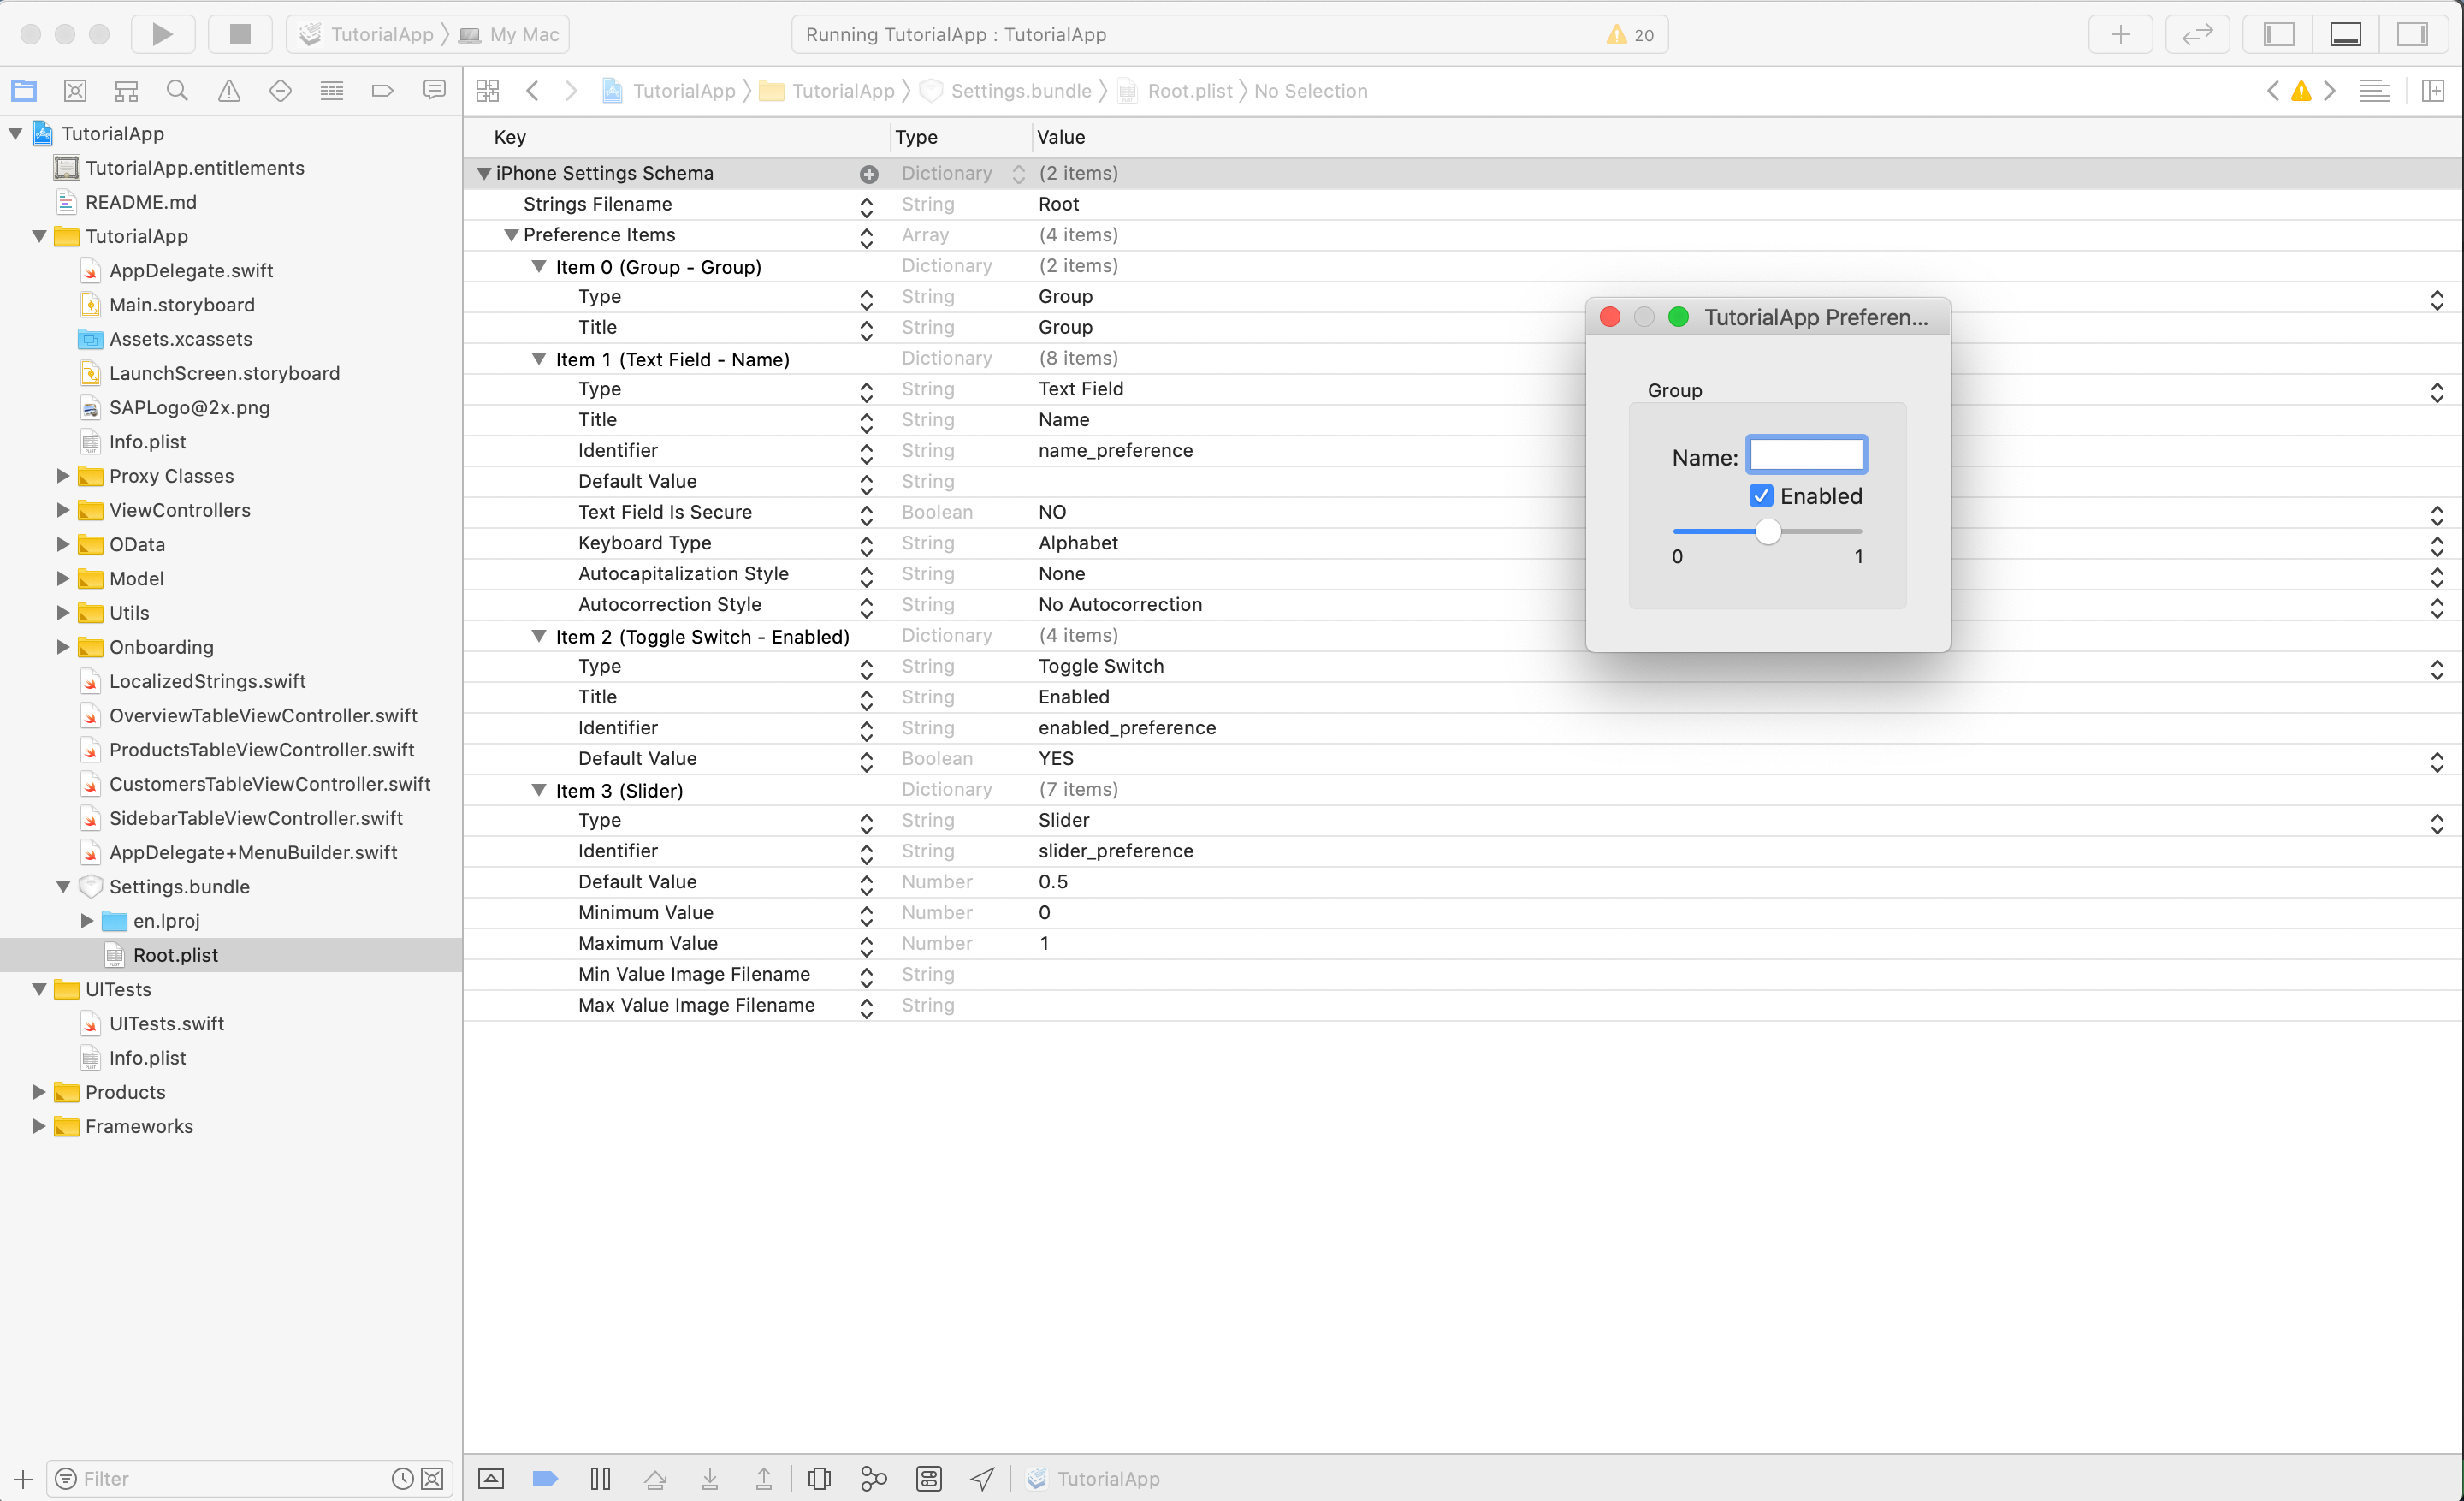 TutorialApp My Mac
Running TutorialApp : TutorialApp
20
TutorialApp TutorialApp Settings.bundle Root.plist No Selection
TutorialApp
TutorialApp.entitlements
README.md
TutorialApp
AppDelegate.swift
Main.storyboard
Assets.xcassets
LaunchScreen.storyboard
SAPLogo@2x.png
Info.plist
Proxy Classes
ViewControllers
OData
Model
Utils
Onboarding
LocalizedStrings.swift
OverviewTableViewController.swift
ProductsTableViewController.swift
CustomersTableViewController.swift
SidebarTableViewController.swift
AppDelegate+MenuBuilder.swift
Settings.bundle
en.lproj
Root.plist
UITests
UITests.swift
Info.plist
Products
Frameworks
Filter
Key Type Value
iPhone Settings Schema Dictionary (2 items)
Strings Filename String Root
Preference Items Array (4 items)
Item 0 (Group - Group) Dictionary (2 items)
Type String Group
Title String Group
Item 1 (Text Field - Name) Dictionary (8 items)
Type String Text Field
Title String Name
Identifier String name_preference
Default Value String
Text Field Is Secure Boolean NO
Keyboard Type String Alphabet
Autocapitalization Style String None
Autocorrection Style String No Autocorrection
Item 2 (Toggle Switch - Enabled) Dictionary (4 items)
Type String Toggle Switch
Title String Enabled
Identifier String enabled_preference
Default Value Boolean YES
Item 3 (Slider) Dictionary (7 items)
Type String Slider
Identifier String slider_preference
Default Value Number 0.5
Minimum Value Number 0
Maximum Value Number 1
Min Value Image Filename String
Max Value Image Filename String
TutorialApp Preferen...
Group
Name:
Enabled
0 1
TutorialApp